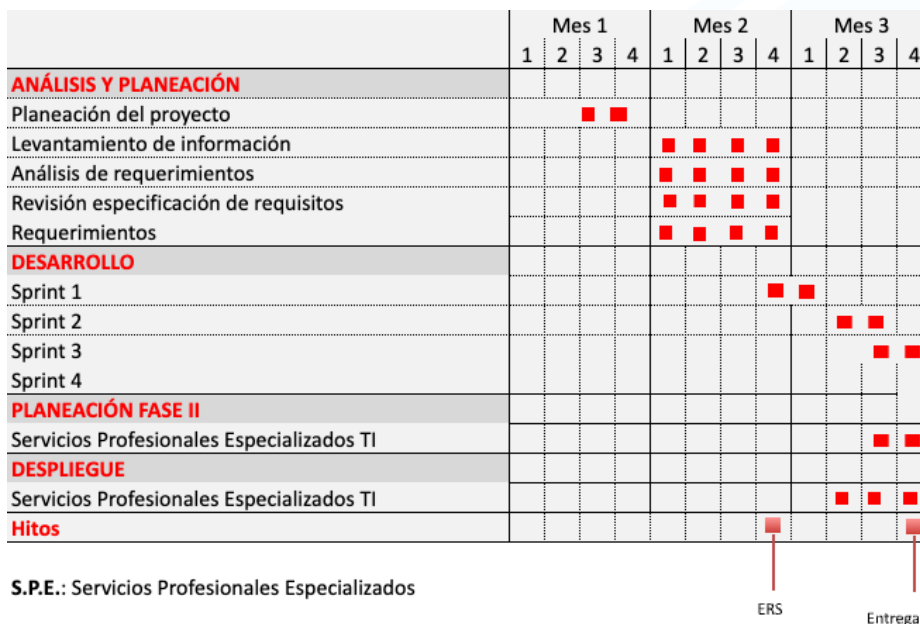 Mes 1 Mes 2 Mes 3
1 2 3 4 1 2 3 4 1 2 3 4
ANÁLISIS Y PLANEACIÓN
Planeación del proyecto
Levantamiento de información
Análisis de requerimientos
Revisión especificación de requisitos
Requerimientos
DESARROLLO
Sprint 1
Sprint 2
Sprint 3
Sprint 4
PLANEACIÓN FASE II
Servicios Profesionales Especializados TI
DESPLIEGUE
Servicios Profesionales Especializados TI
Hitos
S.P.E.: Servicios Profesionales Especializados
ERS
Entrega